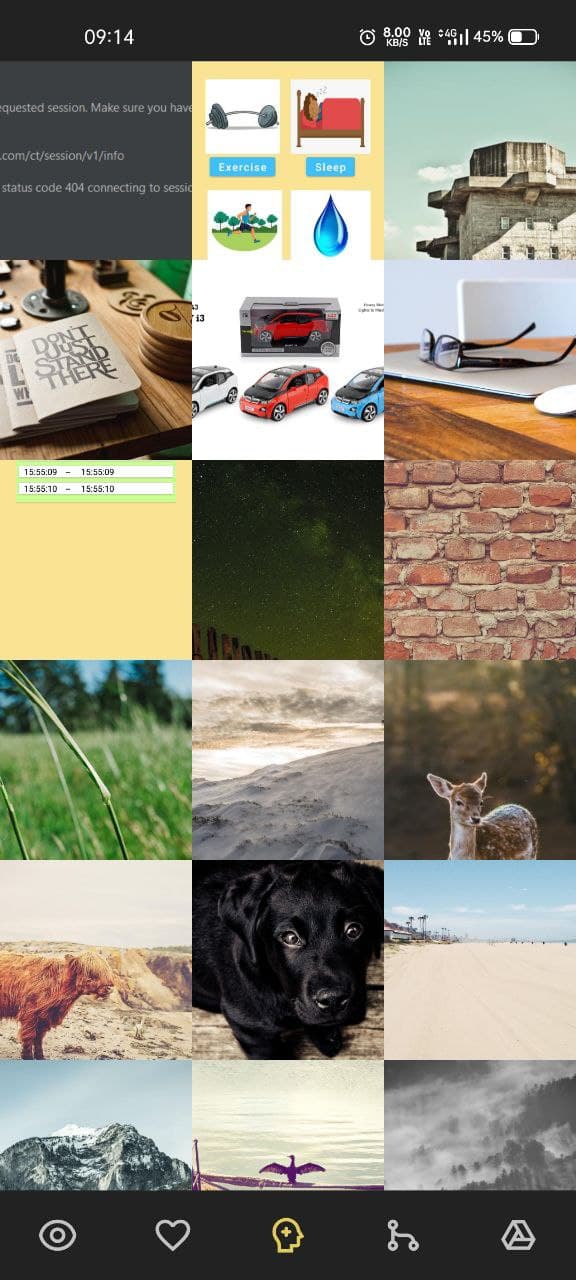 09:14
8.00
KB/S
Vo
LTE
4G
45%
equested session. Make sure you have
.com/ct/session/v1/info
status code 404 connecting to sessic
Exercise
Sleep
DON'T
JUST
STAND
THERE
i3
15:55:09 – 15:55:09
15:55:10 – 15:55:10